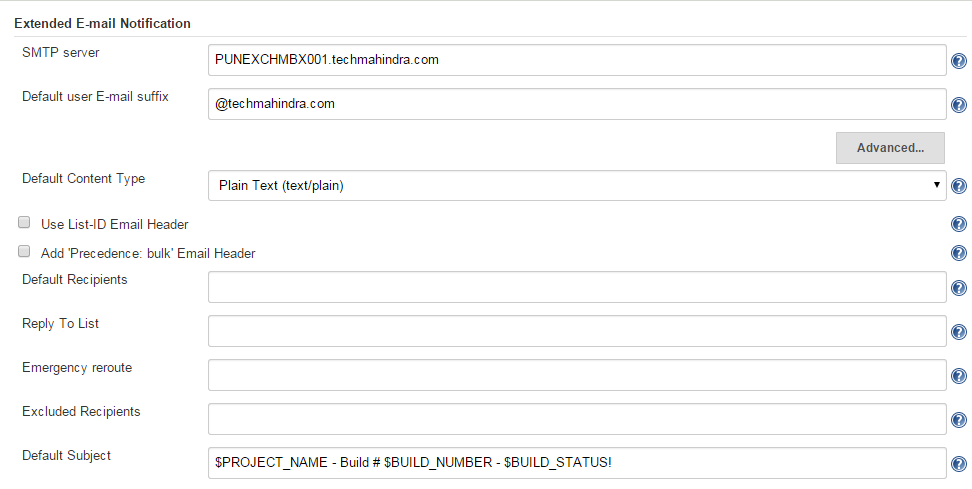 Extended E-mail Notification
SMTP server
PUNEXCHMBX001.techmahindra.com
Default user E-mail suffix
@techmahindra.com
Advanced...
Default Content Type
Plain Text (text/plain)
Use List-ID Email Header
Add 'Precedence: bulk' Email Header
Default Recipients
Reply To List
Emergency reroute
Excluded Recipients
Default Subject
$PROJECT_NAME - Build # $BUILD_NUMBER - $BUILD_STATUS!